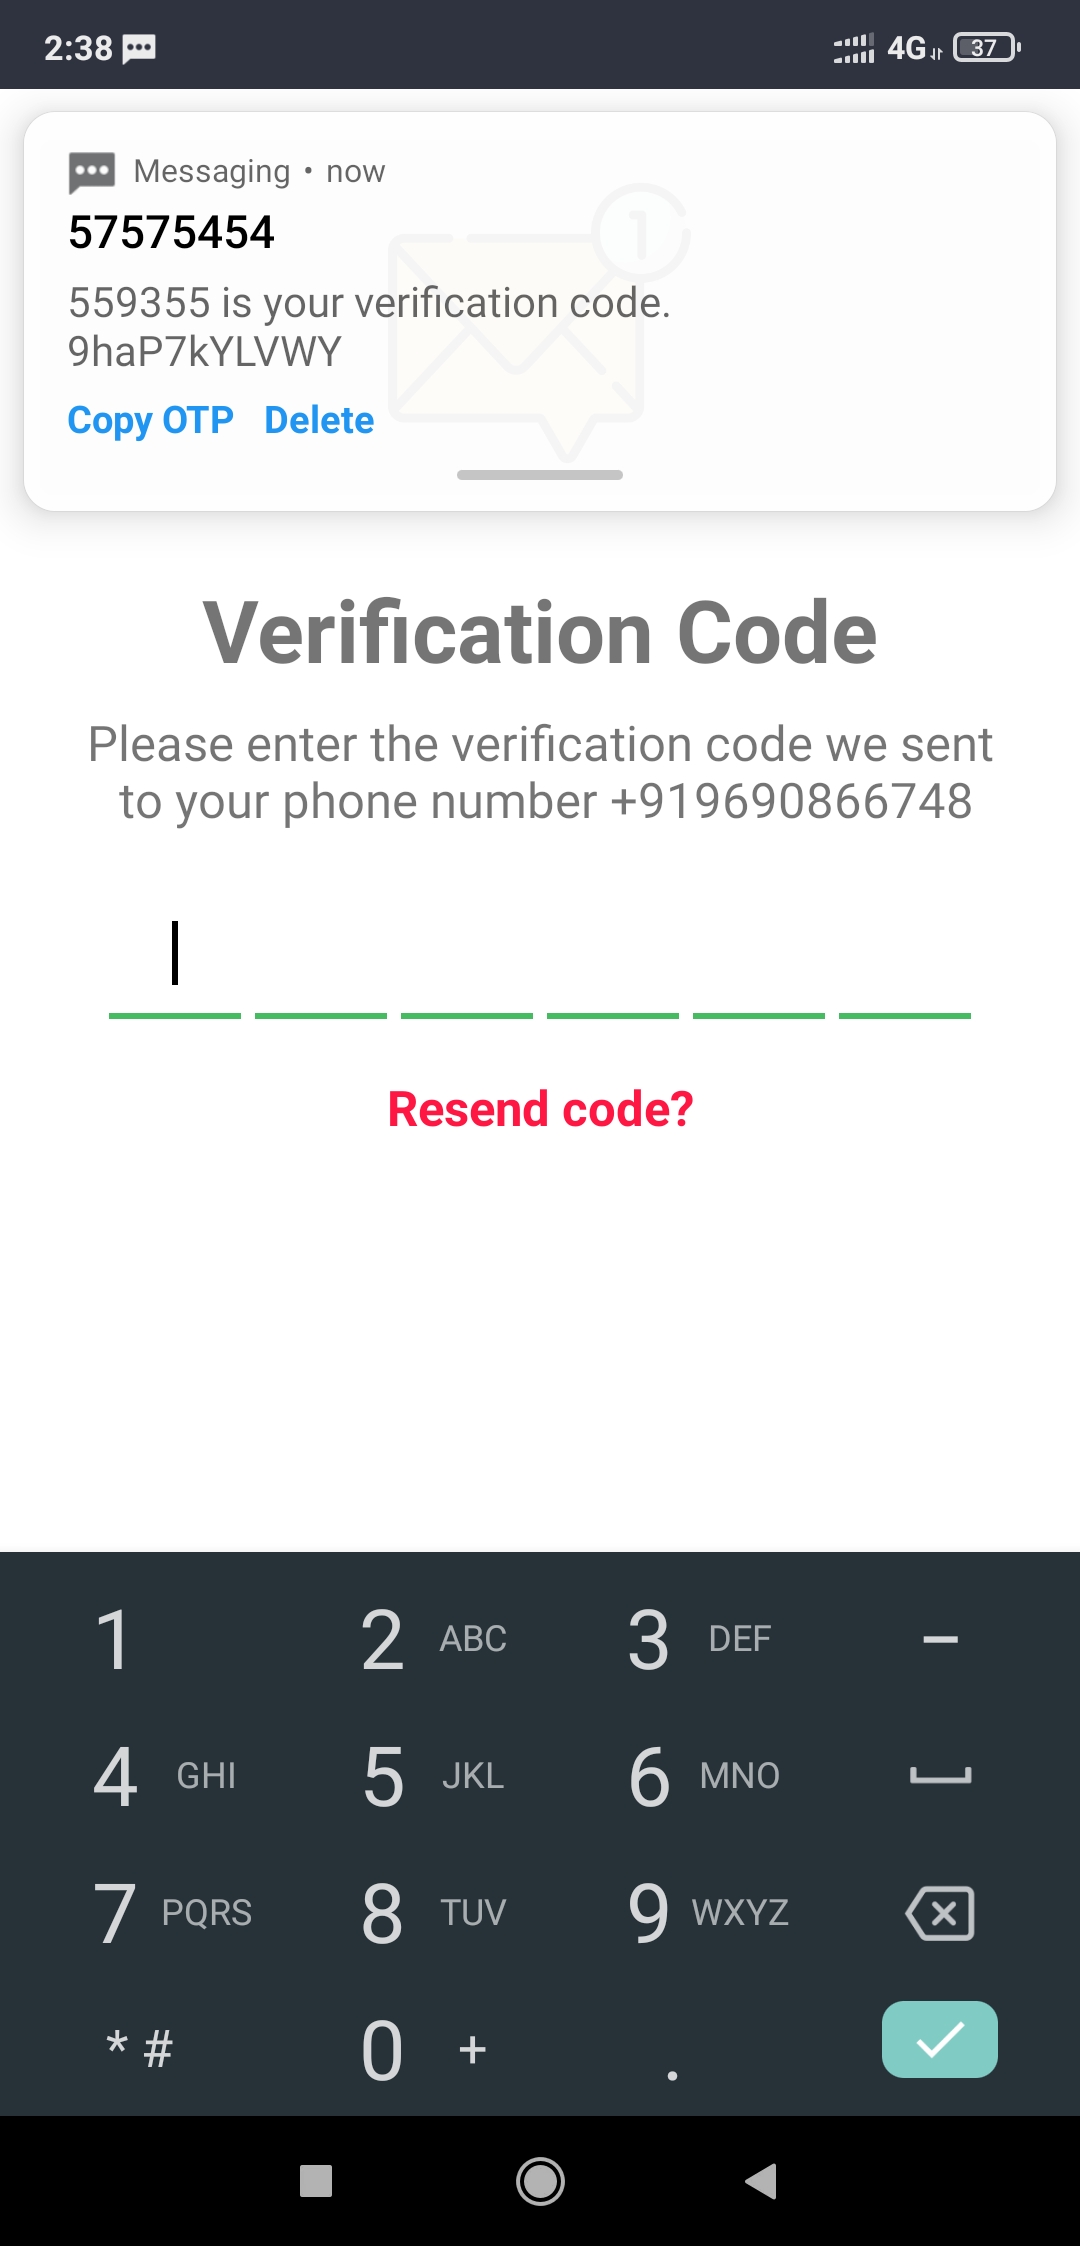 2:38 4G 37
Messaging • now
1
57575454
559355 is your verification code.
9haP7kYLVWY
Copy OTP Delete
Verification Code
Please enter the verification code we sent
to your phone number +919690866748
Resend code?
1 2 ABC 3 DEF –
4 GHI 5 JKL 6 MNO
7 PQRS 8 TUV 9 WXYZ
* # 0 + .